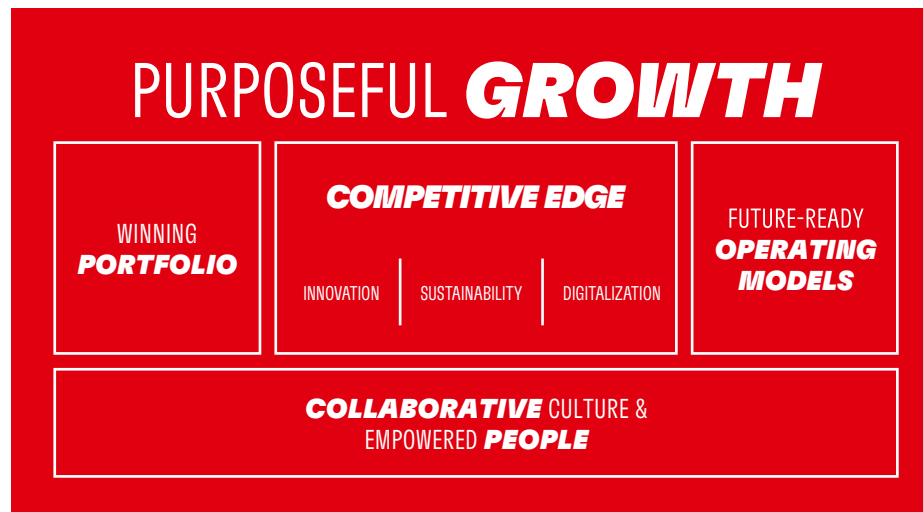 PURPOSEFUL GROWTH
WINNING
PORTFOLIO
COMPETITIVE EDGE
INNOVATION
SUSTAINABILITY
DIGITALIZATION
FUTURE-READY
OPERATING
MODELS
COLLABORATIVE CULTURE &
EMPOWERED PEOPLE